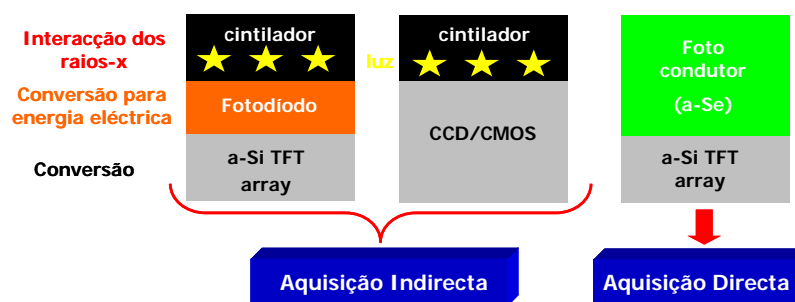 Interacção dos
raios-x
Conversão para
energia eléctrica
Conversão
cintilador
Fotodíodo
a-Si TFT
array
luz
cintilador
CCD/CMOS
Foto
condutor
(a-Se)
a-Si TFT
array
Aquisição Indirecta
Aquisição Directa